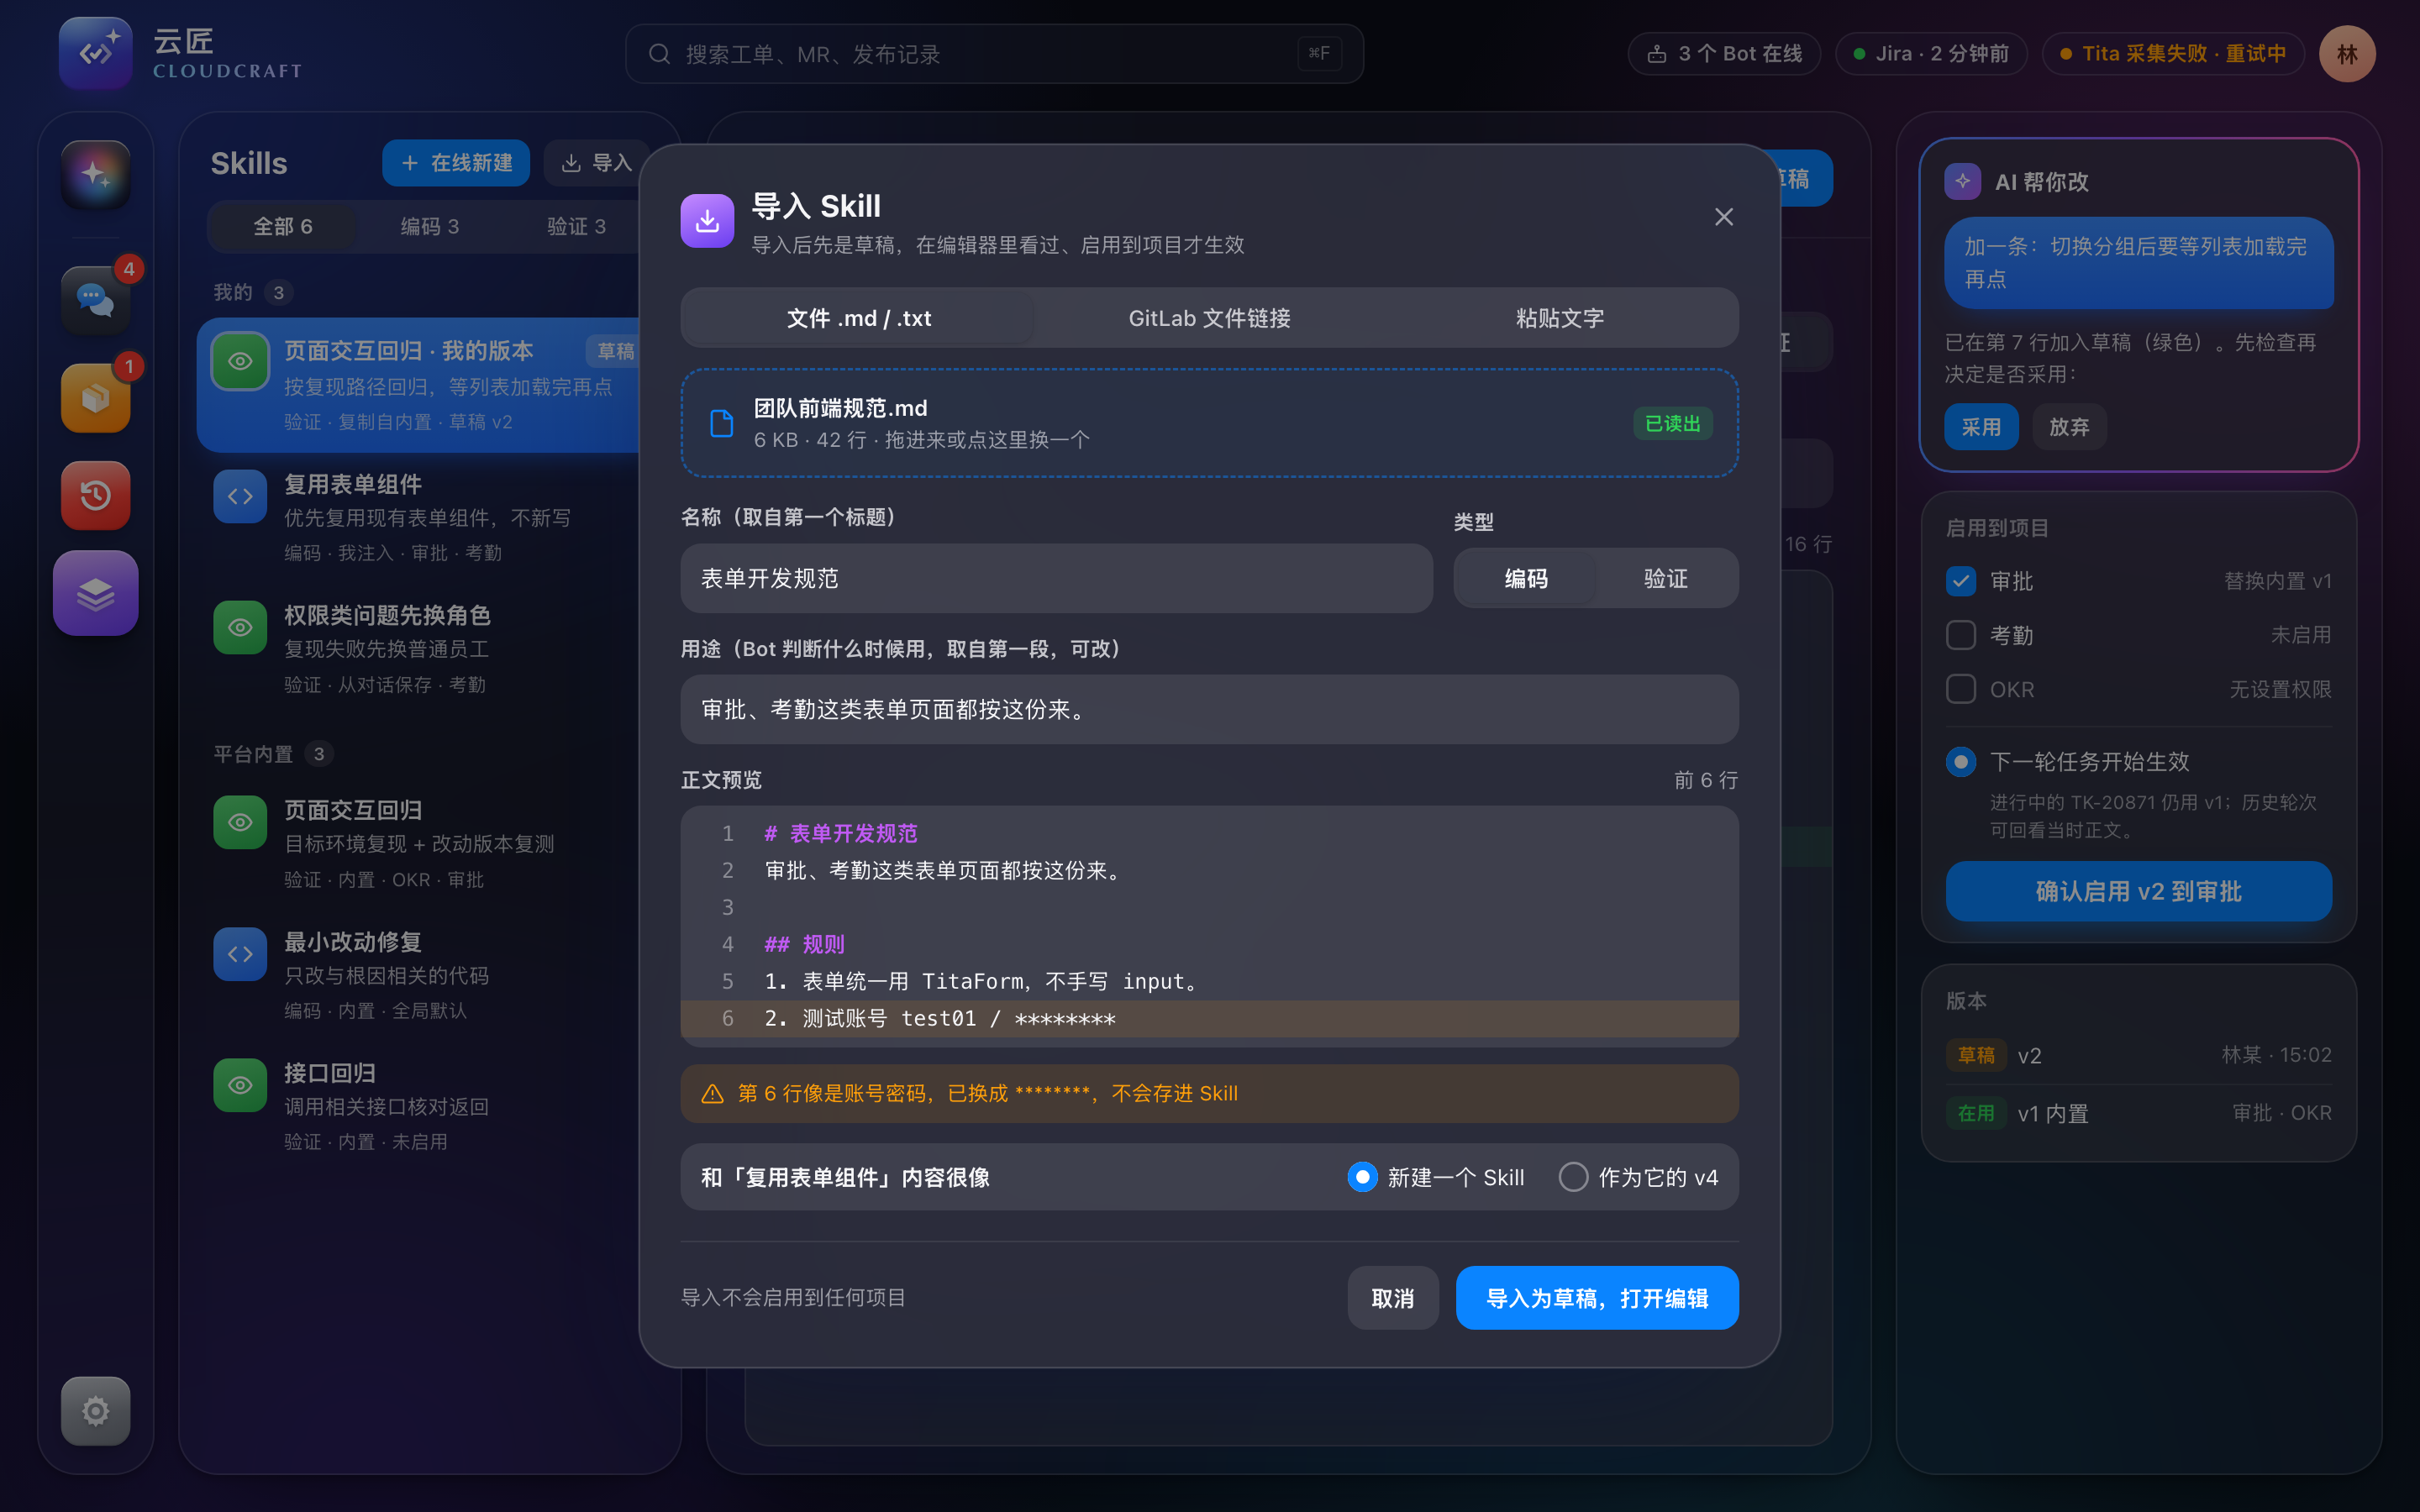 云匠
CLOUDCRAFT
搜索工单、MR、发布记录
⌘F
3 个 Bot 在线
Jira · 2 分钟前
Tita 采集失败 · 重试中
林
4
1
Skills
在线新建
导入
全部 6
编码 3
验证 3
我的 3
页面交互回归 · 我的版本
草稿
按复现路径回归，等列表加载完再点
验证 · 复制自内置 · 草稿 v2
复用表单组件
优先复用现有表单组件，不新写
编码 · 我注入 · 审批 · 考勤
权限类问题先换角色
复现失败先换普通员工
验证 · 从对话保存 · 考勤
平台内置 3
页面交互回归
目标环境复现 + 改动版本复测
验证 · 内置 · OKR · 审批
最小改动修复
只改与根因相关的代码
编码 · 内置 · 全局默认
接口回归
调用相关接口核对返回
验证 · 内置 · 未启用
导入 Skill
导入后先是草稿，在编辑器里看过、启用到项目才生效
文件 .md / .txt
GitLab 文件链接
粘贴文字
团队前端规范.md
6 KB · 42 行 · 拖进来或点这里换一个
已读出
名称（取自第一个标题）
表单开发规范
类型
编码
验证
用途（Bot 判断什么时候用，取自第一段，可改）
审批、考勤这类表单页面都按这份来。
正文预览
前 6 行
1 # 表单开发规范
2 审批、考勤这类表单页面都按这份来。
3
4 ## 规则
5 1. 表单统一用 TitaForm，不手写 input。
6 2. 测试账号 test01 / ********
第 6 行像是账号密码，已换成 ********，不会存进 Skill
和「复用表单组件」内容很像
新建一个 Skill
作为它的 v4
导入不会启用到任何项目
取消
导入为草稿，打开编辑
稿
16 行
AI 帮你改
加一条：切换分组后要等列表加载完
再点
已在第 7 行加入草稿（绿色）。先检查再
决定是否采用：
采用
放弃
启用到项目
审批
替换内置 v1
考勤
未启用
OKR
无设置权限
下一轮任务开始生效
进行中的 TK-20871 仍用 v1；历史轮次
可回看当时正文。
确认启用 v2 到审批
版本
草稿 v2
林某 · 15:02
在用 v1 内置
审批 · OKR